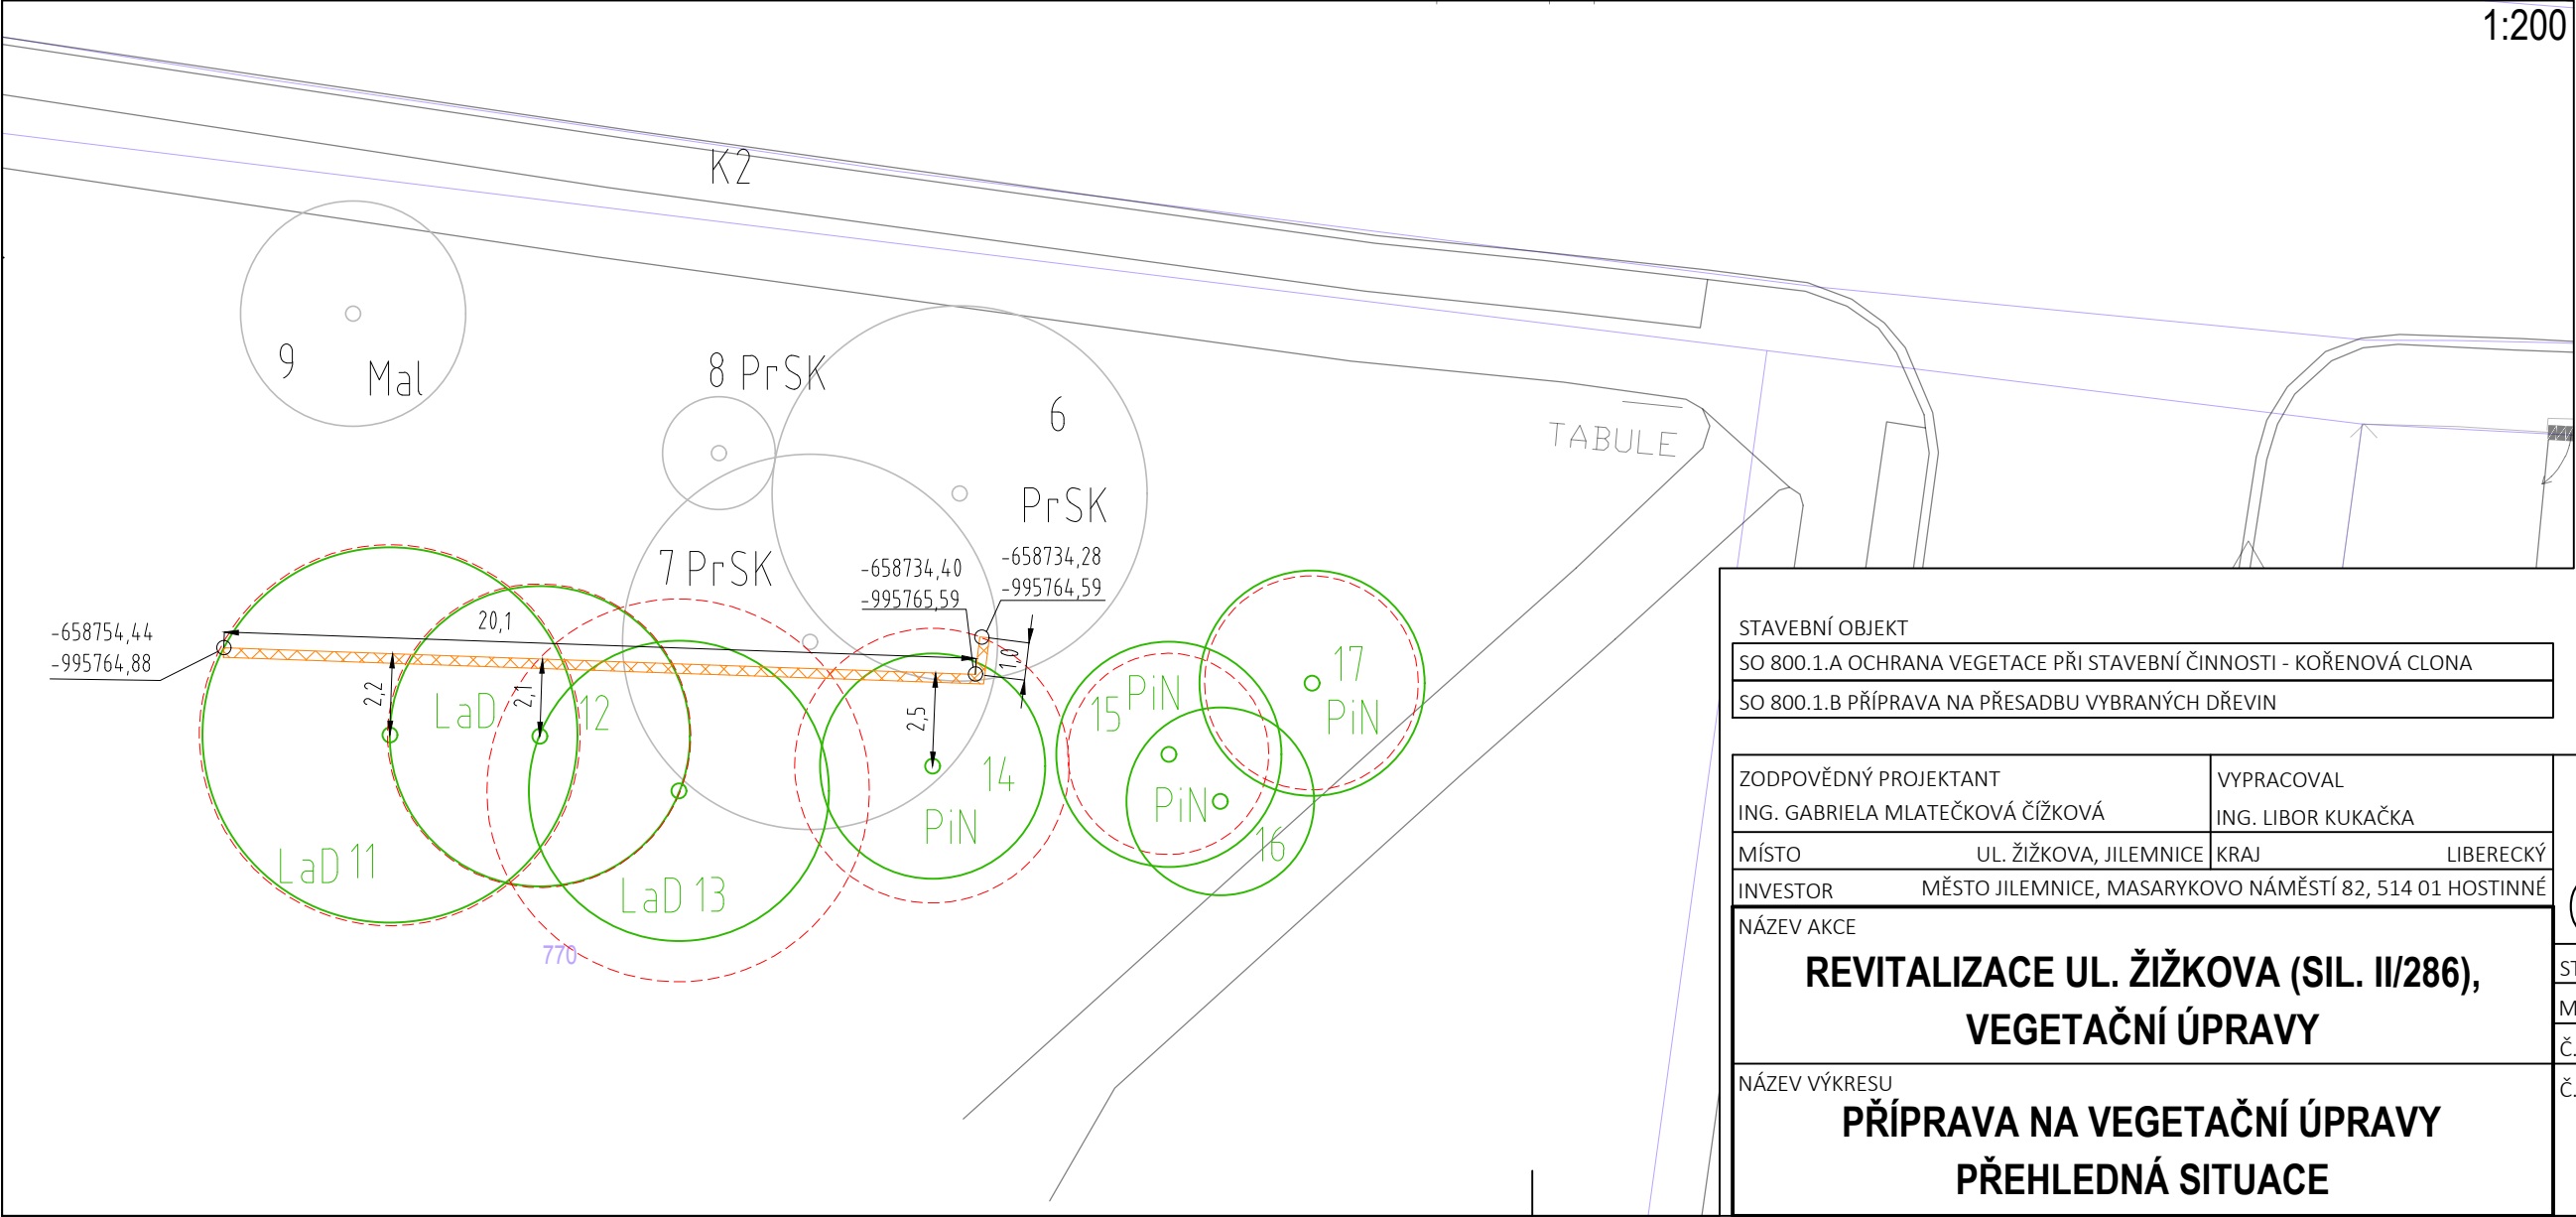 1:200
K2
9
Mal
8 PrSK
6
PrSK
TABULE
7 PrSK
-658734,40
-995765,59
-658734,28
-995764,59
-658754,44
-995764,88
20,1
1,0
2,2
2,1
2,5
LaD
12
LaD 11
LaD 13
14
PiN
15
PiN
17
PiN
PiN
16
770
STAVEBNÍ OBJEKT
SO 800.1.A OCHRANA VEGETACE PŘI STAVEBNÍ ČINNOSTI - KOŘENOVÁ CLONA
SO 800.1.B PŘÍPRAVA NA PŘESADBU VYBRANÝCH DŘEVIN
ZODPOVĚDNÝ PROJEKTANT
ING. GABRIELA MLATEČKOVÁ ČÍŽKOVÁ
VYPRACOVAL
ING. LIBOR KUKAČKA
MÍSTO UL. ŽIŽKOVA, JILEMNICE
KRAJ LIBERECKÝ
INVESTOR MĚSTO JILEMNICE, MASARYKOVO NÁMĚSTÍ 82, 514 01 HOSTINNÉ
NÁZEV AKCE
REVITALIZACE UL. ŽIŽKOVA (SIL. II/286),
VEGETAČNÍ ÚPRAVY
NÁZEV VÝKRESU
PŘÍPRAVA NA VEGETAČNÍ ÚPRAVY
PŘEHLEDNÁ SITUACE
Č.
Č.